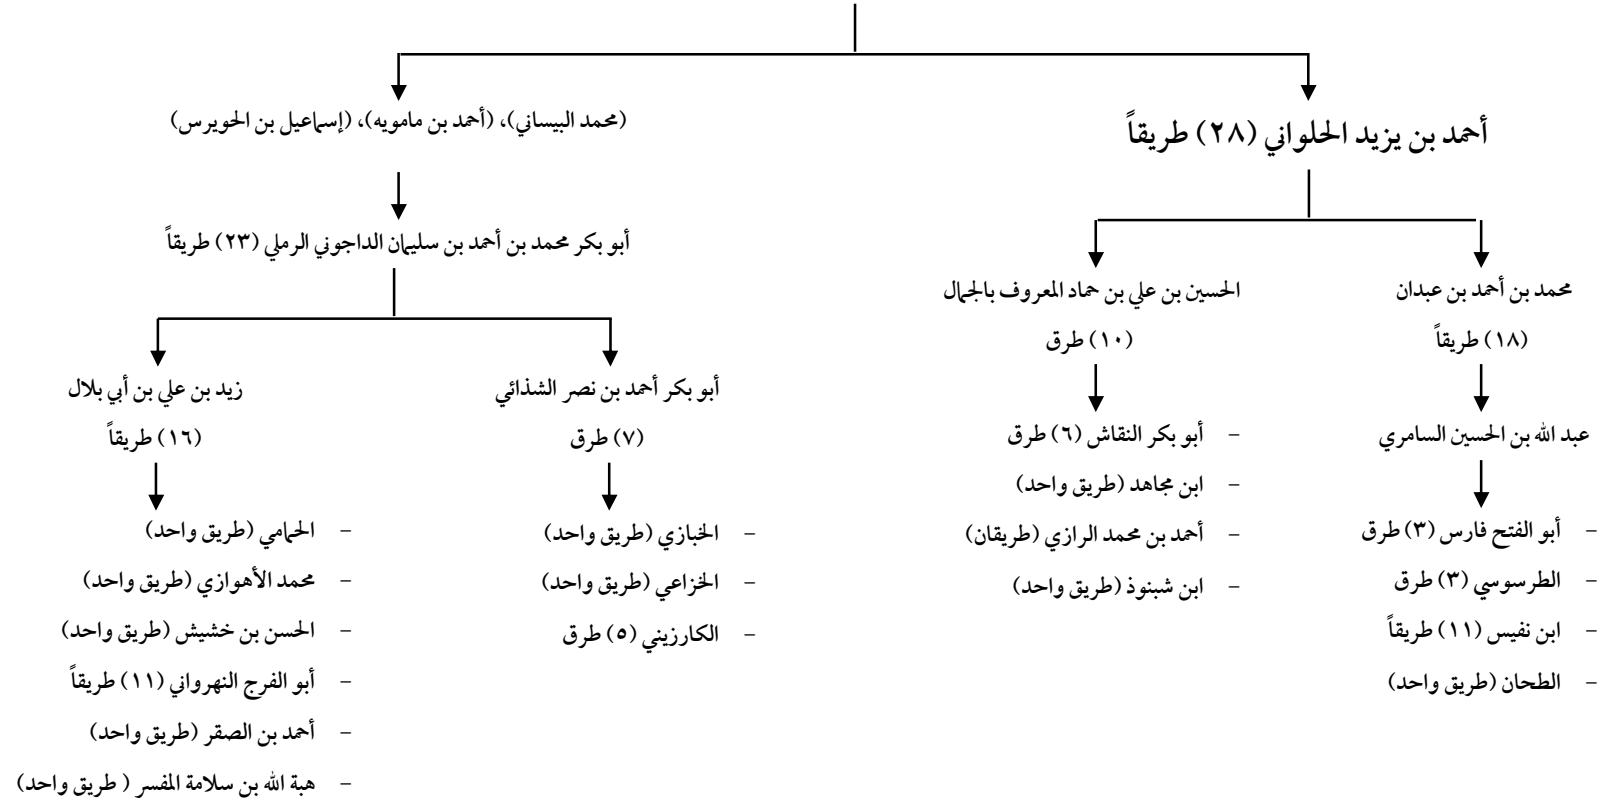 أحمد بن يزيد الحلواني (٢٨) طريقاً
محمد بن أحمد بن عبدان
(١٨) طريقاً
عبد الله بن الحسين السامري
- أبو الفتح فارس (٣) طرق
- الطرسوسي (٣) طرق
- ابن نفيس (١١) طريقاً
- الطحان (طريق واحد)
الحسين بن علي بن حماد المعروف بالجمال
(١٠) طرق
- أبو بكر النقاش (٦) طرق
- ابن مجاهد (طريق واحد)
- أحمد بن محمد الرازي (طريقان)
- ابن شبنوذ (طريق واحد)
(محمد البيساني)، (أحمد بن مامويه)، (إسماعيل بن الحويرس)
أبو بكر محمد بن أحمد بن سليمان الداجوني الرملي (٢٣) طريقاً
أبو بكر أحمد بن نصر الشذائي
(٧) طرق
- الخبازي (طريق واحد)
- الخزاعي (طريق واحد)
- الكارزيني (٥) طرق
زيد بن علي بن أبي بلال
(١٦) طريقاً
- الحمامي (طريق واحد)
- محمد الأهوازي (طريق واحد)
- الحسن بن خشيش (طريق واحد)
- أبو الفرج النهرواني (١١) طريقاً
- أحمد بن الصقر (طريق واحد)
- هبة الله بن سلامة المفسر ( طريق واحد)